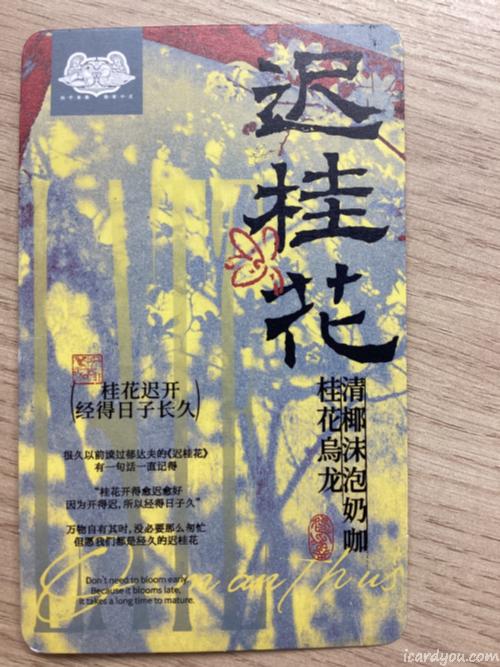 迟桂花
清椰沫泡奶咖
桂花烏龙
桂花迟开
经得日子长久
很久以前读过郁达夫的《迟桂花》
有一句话一直记得
“桂花开得愈迟愈好
因为开得迟，所以经得日子久”
万物自有其时，没必要那么匆忙
但愿我们都是经久的迟桂花
Osmanthus
Don't need to bloom early,
Because it blooms late,
it takes a long time to mature.
icardyou.com